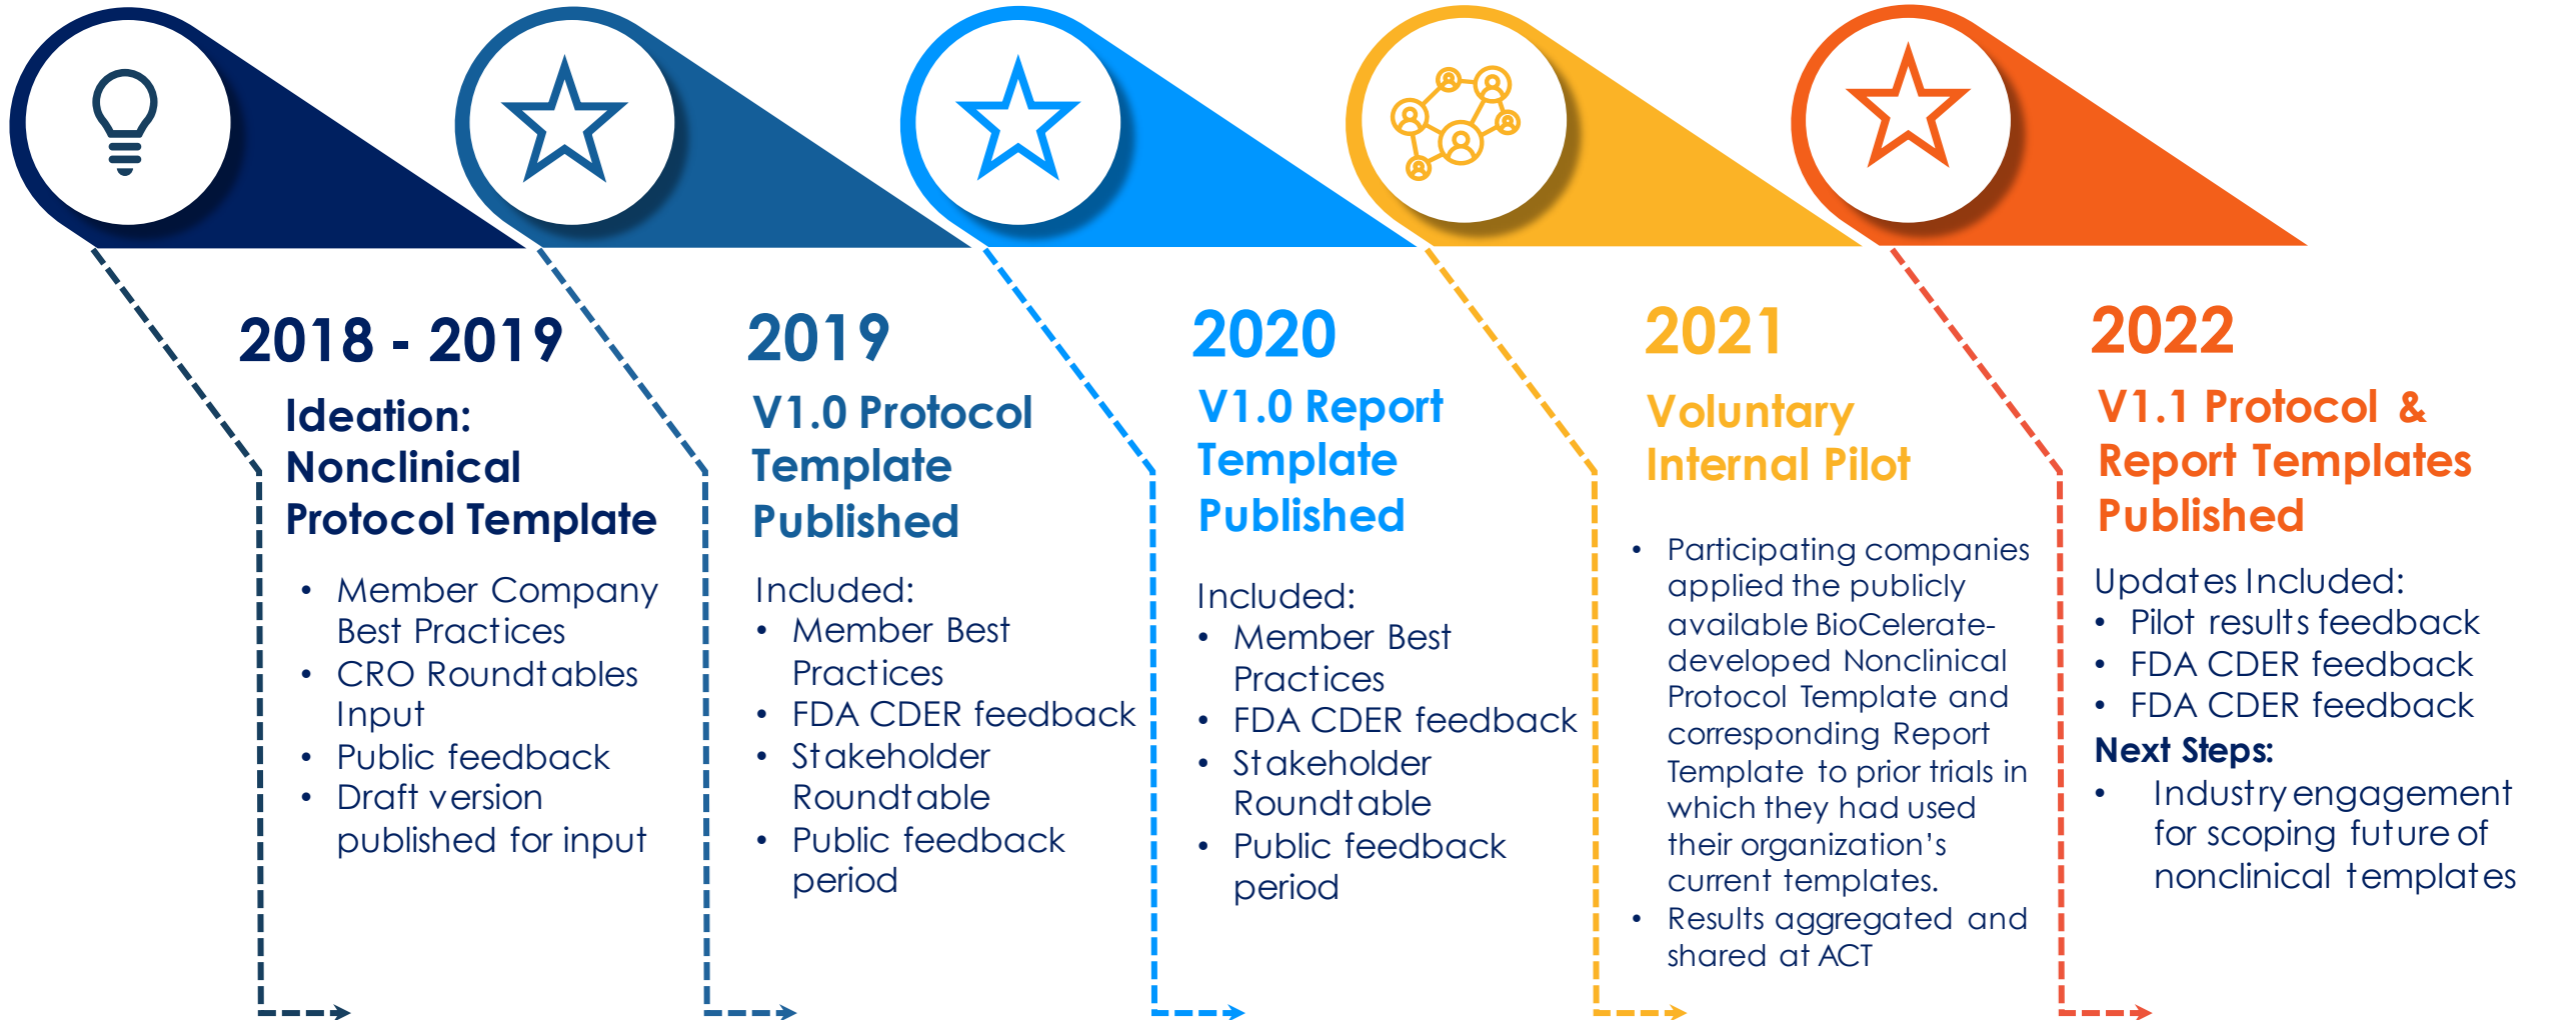 2018 - 2019
Ideation:
Nonclinical
Protocol Template
• Member Company
Best Practices
• CRO Roundtables
Input
• Public feedback
• Draft version
published for input
2019
V1.0 Protocol
Template
Published
Included:
• Member Best
Practices
• FDA CDER feedback
• Stakeholder
Roundtable
• Public feedback
period
2020
V1.0 Report
Template
Published
Included:
• Member Best
Practices
• FDA CDER feedback
• Stakeholder
Roundtable
• Public feedback
period
2021
Voluntary
Internal Pilot
• Participating companies
applied the publicly
available BioCelerate-
developed Nonclinical
Protocol Template and
corresponding Report
Template to prior trials in
which they had used
their organization’s
current templates.
• Results aggregated and
shared at ACT
2022
V1.1 Protocol &
Report Templates
Published
Updates Included:
• Pilot results feedback
• FDA CDER feedback
• FDA CDER feedback
Next Steps:
• Industry engagement
for scoping future of
nonclinical templates